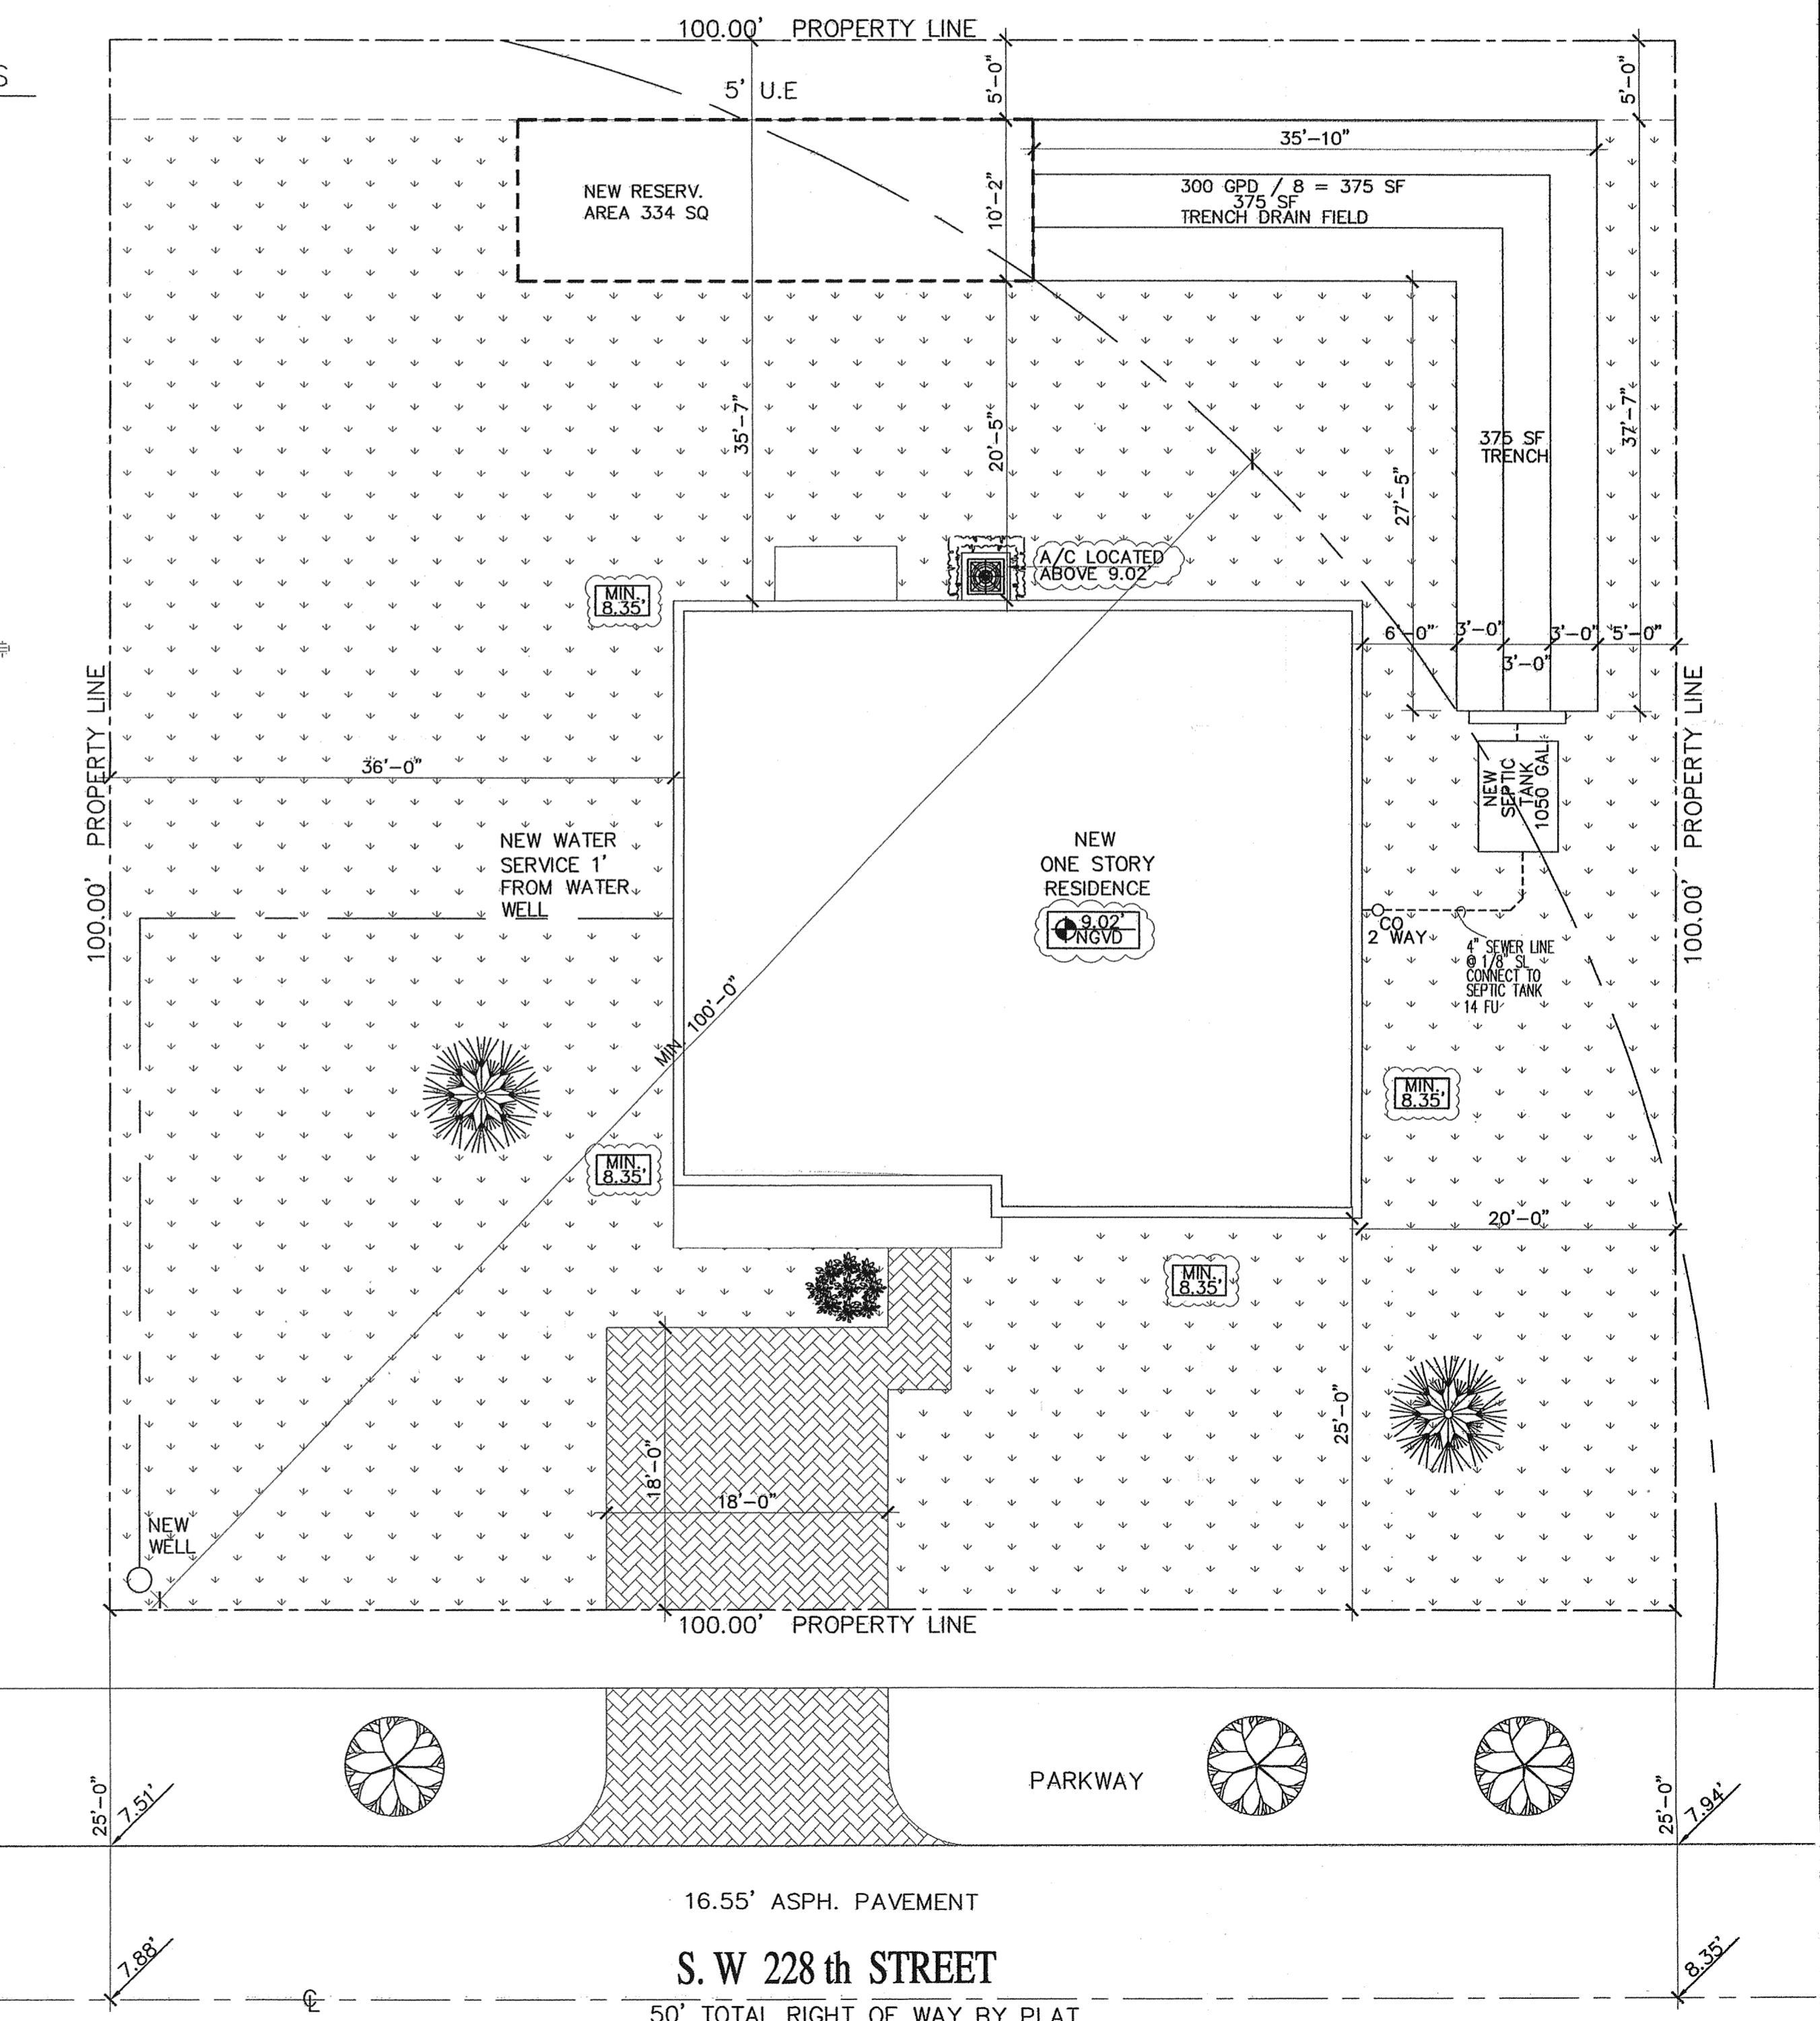 100.00' PROPERTY LINE
5' U.E
5'-0"
5'-0"
35'-10"
NEW RESERV.
AREA 334 SQ
10'-2"
300 GPD / 8 = 375 SF
375 SF
TRENCH DRAIN FIELD
35'-7"
20'-5"
27'-5"
375 SF
TRENCH
37'-7"
A/C LOCATED
ABOVE 9.02'
MIN.
8.35'
6'-0"
3'-0"
3'-0"
3'-0"
5'-0"
100.00' PROPERTY LINE
36'-0"
NEW
SEPTIC
TANK
1050 GAL
100.00' PROPERTY LINE
NEW WATER
SERVICE 1'
FROM WATER
WELL
NEW
ONE STORY
RESIDENCE
9.02'
NGVD
CO
2 WAY
4" SEWER LINE
@ 1/8" SL
CONNECT TO
SEPTIC TANK
14 FU
MIN. 100'-0"
MIN.
8.35'
MIN.
8.35'
20'-0"
MIN.
8.35'
25'-0"
18'-0"
18'-0"
NEW
WELL
100.00' PROPERTY LINE
PARKWAY
25'-0"
7.51'
25'-0"
7.94'
16.55' ASPH. PAVEMENT
7.88'
S. W 228 th STREET
8.35'
50' TOTAL RIGHT OF WAY BY PLAT